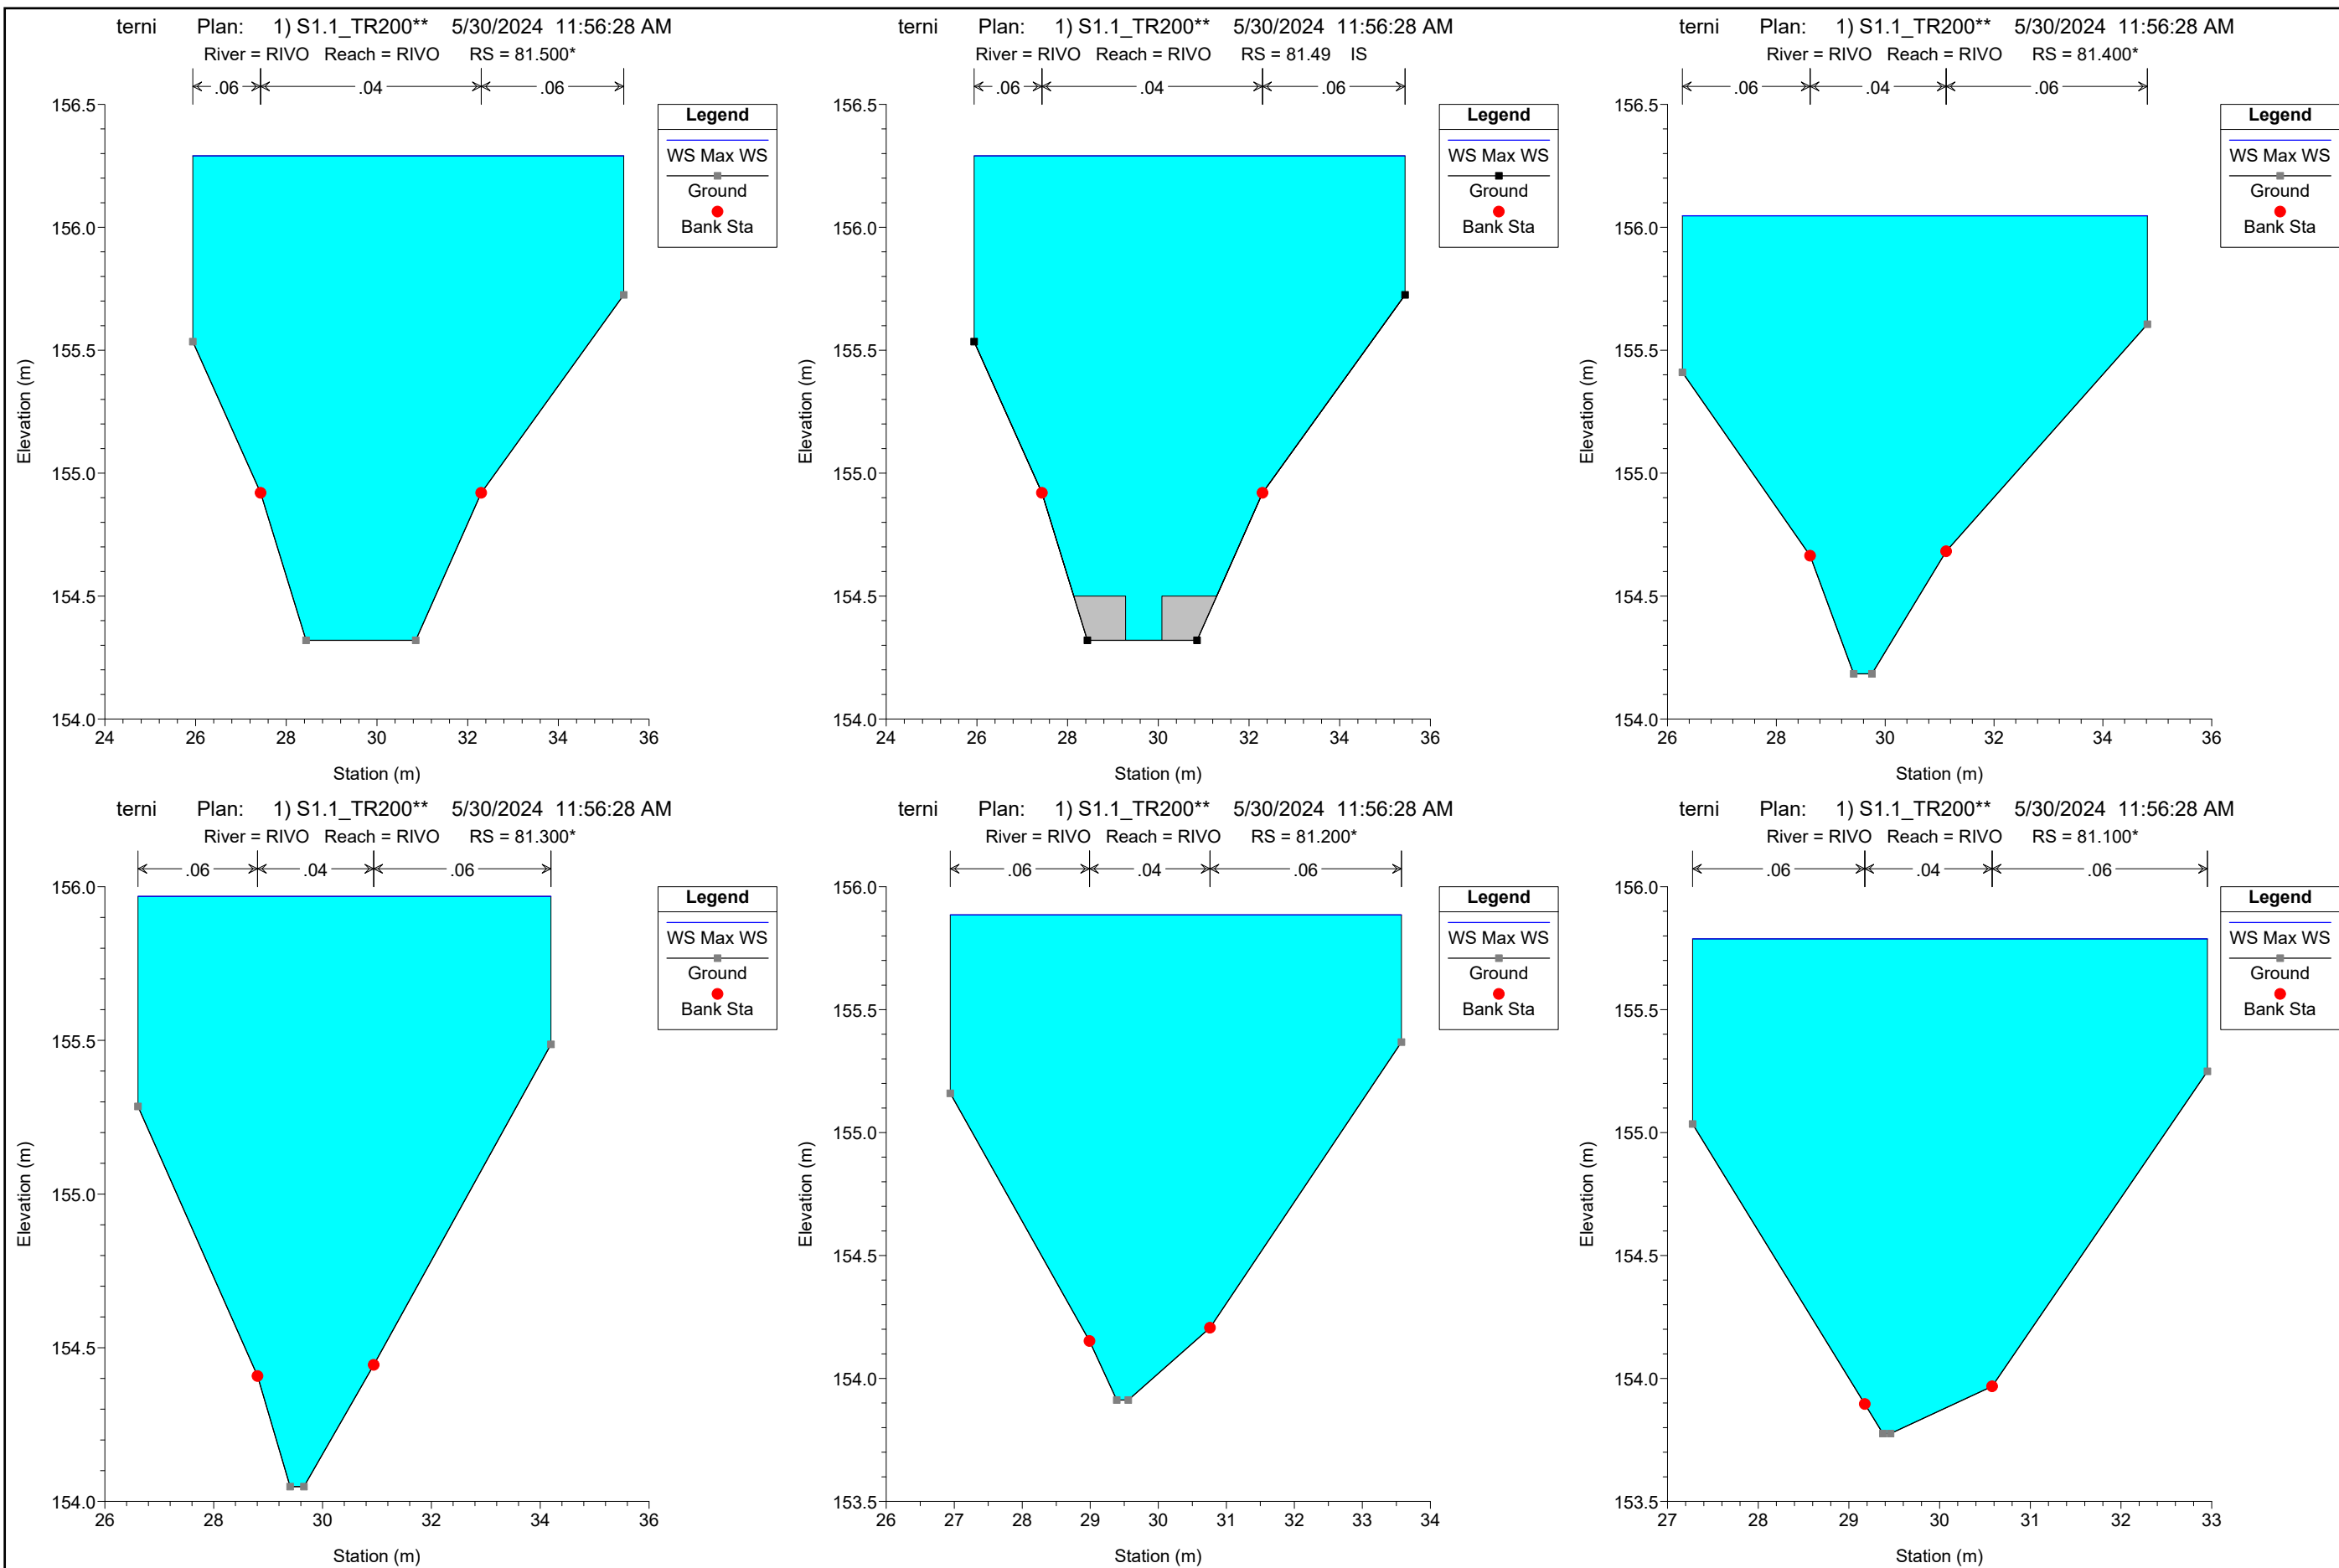 terni Plan: 1) S1.1_TR200** 5/30/2024 11:56:28 AM
River = RIVO Reach = RIVO RS = 81.500*
.06 .04 .06
156.5
156.0
155.5
155.0
154.5
154.0
24 26 28 30 32 34 36
Elevation (m)
Station (m)
Legend
WS Max WS
Ground
Bank Sta
terni Plan: 1) S1.1_TR200** 5/30/2024 11:56:28 AM
River = RIVO Reach = RIVO RS = 81.49 IS
.06 .04 .06
156.5
156.0
155.5
155.0
154.5
154.0
24 26 28 30 32 34 36
Elevation (m)
Station (m)
Legend
WS Max WS
Ground
Bank Sta
terni Plan: 1) S1.1_TR200** 5/30/2024 11:56:28 AM
River = RIVO Reach = RIVO RS = 81.400*
.06 .04 .06
156.5
156.0
155.5
155.0
154.5
154.0
26 28 30 32 34 36
Elevation (m)
Station (m)
Legend
WS Max WS
Ground
Bank Sta
terni Plan: 1) S1.1_TR200** 5/30/2024 11:56:28 AM
River = RIVO Reach = RIVO RS = 81.300*
.06 .04 .06
156.0
155.5
155.0
154.5
154.0
26 28 30 32 34 36
Elevation (m)
Station (m)
Legend
WS Max WS
Ground
Bank Sta
terni Plan: 1) S1.1_TR200** 5/30/2024 11:56:28 AM
River = RIVO Reach = RIVO RS = 81.200*
.06 .04 .06
156.0
155.5
155.0
154.5
154.0
153.5
26 27 28 29 30 31 32 33 34
Elevation (m)
Station (m)
Legend
WS Max WS
Ground
Bank Sta
terni Plan: 1) S1.1_TR200** 5/30/2024 11:56:28 AM
River = RIVO Reach = RIVO RS = 81.100*
.06 .04 .06
156.0
155.5
155.0
154.5
154.0
153.5
27 28 29 30 31 32 33
Elevation (m)
Station (m)
Legend
WS Max WS
Ground
Bank Sta